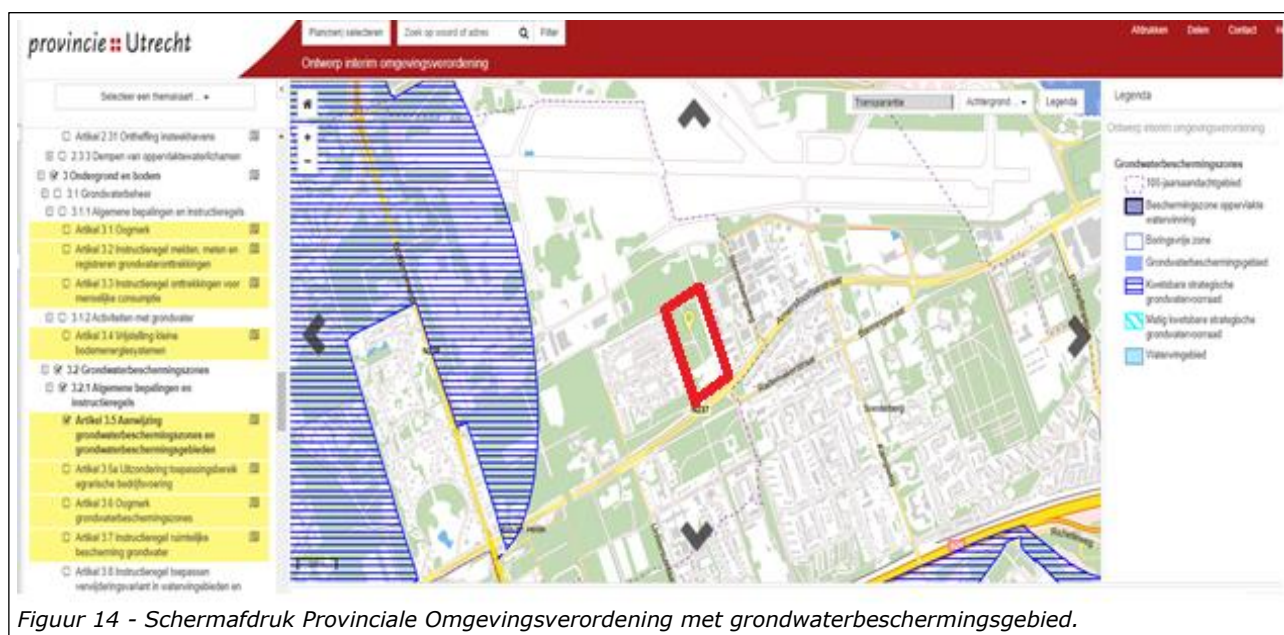 provincie Utrecht
Plan(nen) selecteren
Zoek op woord of adres
Filter
Afdrukken
Delen
Contact
Ontwerp interim omgevingsverordening
Selecteer een themakaart ...
Transparantie
Achtergrond ...
Legenda
Artikel 2.31 Ontheffing insteekhavens
2.3.3 Dempen van oppervlaktewaterlichamen
3 Ondergrond en bodem
3.1 Grondwaterbeheer
3.1.1 Algemene bepalingen en instructieregels
Artikel 3.1 Oogmerk
Artikel 3.2 Instructieregel melden, meten en
registreren grondwateronttrekkingen
Artikel 3.3 Instructieregel onttrekkingen voor
menselijke consumptie
3.1.2 Activiteiten met grondwater
Artikel 3.4 Vrijstelling kleine
bodemenergiesystemen
3.2 Grondwaterbeschermingszones
3.2.1 Algemene bepalingen en
instructieregels
Artikel 3.5 Aanwijzing
grondwaterbeschermingszones en
grondwaterbeschermingsgebieden
Artikel 3.5a Uitzondering toepassingsbereik
agrarische bedrijfsvoering
Artikel 3.6 Oogmerk
grondwaterbeschermingszones
Artikel 3.7 Instructieregel ruimtelijke
bescherming grondwater
Artikel 3.8 Instructieregel toepassen
verwijderingsvariant in waterwingebieden en
Amersfoortsestraat
Banningstraat
Rademakerstraat
N237
Soesterberg
Legenda
Ontwerp interim omgevingsverordening
Grondwaterbeschermingszones
100-jaarsaandachtgebied
Beschermingszone oppervlakte
waterwinning
Boringsvrije zone
Grondwaterbeschermingsgebied
Kwetsbare strategische
grondwatervoorraad
Matig kwetsbare strategische
grondwatervoorraad
Waterwingebied
Figuur 14 - Schermafdruk Provinciale Omgevingsverordening met grondwaterbeschermingsgebied.